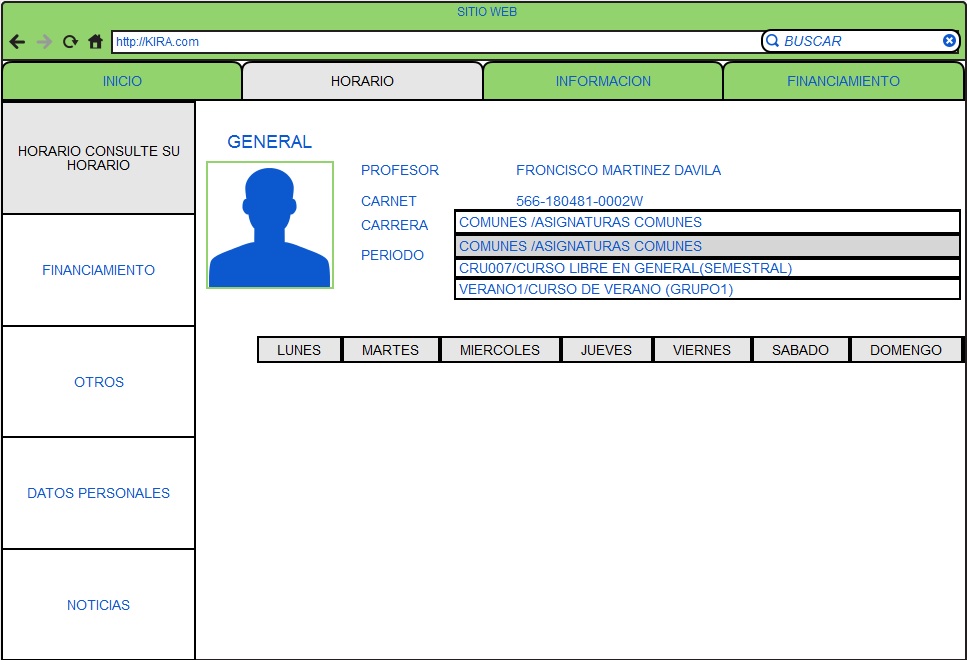 SITIO WEB
http://KIRA.com
BUSCAR
INICIO
HORARIO
INFORMACION
FINANCIAMIENTO
HORARIO CONSULTE SU
HORARIO
FINANCIAMIENTO
OTROS
DATOS PERSONALES
NOTICIAS
GENERAL
PROFESOR FRONCISCO MARTINEZ DAVILA
CARNET 566-180481-0002W
CARRERA COMUNES /ASIGNATURAS COMUNES
PERIODO COMUNES /ASIGNATURAS COMUNES
CRU007/CURSO LIBRE EN GENERAL(SEMESTRAL)
VERANO1/CURSO DE VERANO (GRUPO1)
LUNES MARTES MIERCOLES JUEVES VIERNES SABADO DOMENGO